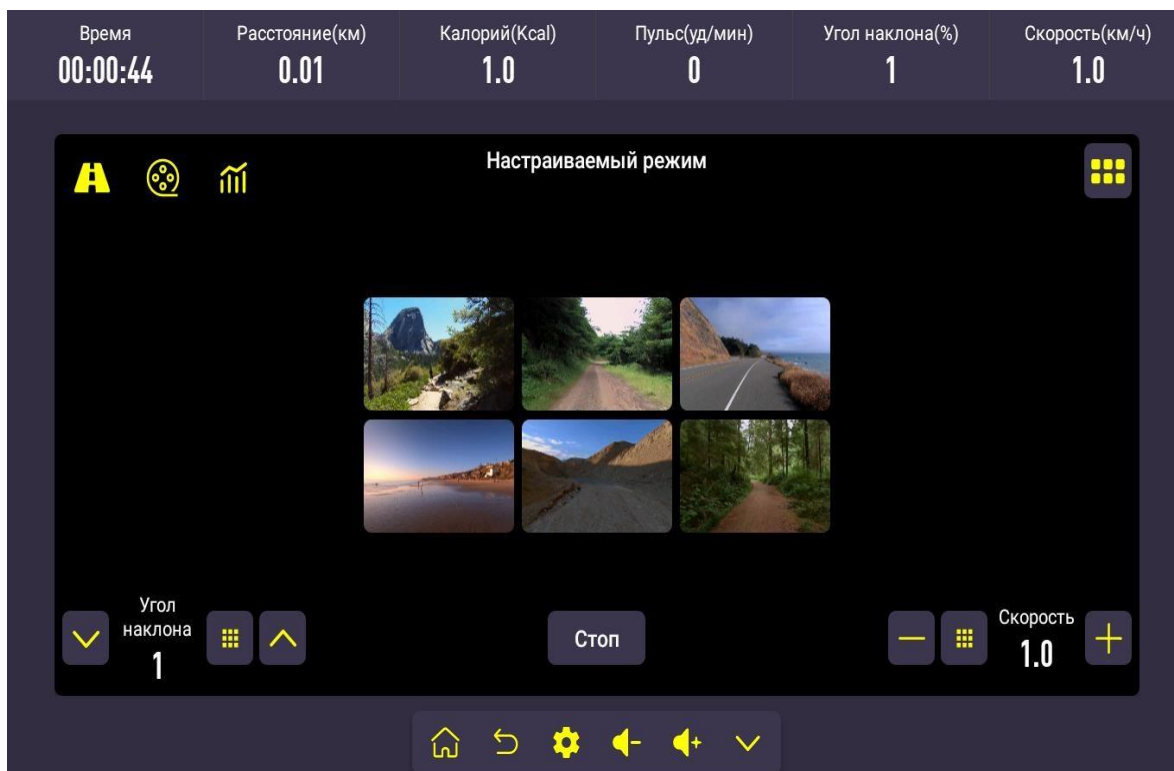 Время
00:00:44
Расстояние(км)
0.01
Калорий(Kcal)
1.0
Пульс(уд/мин)
0
Угол наклона(%)
1
Скорость(км/ч)
1.0
Настраиваемый режим
Угол
наклона
1
Стоп
Скорость
1.0